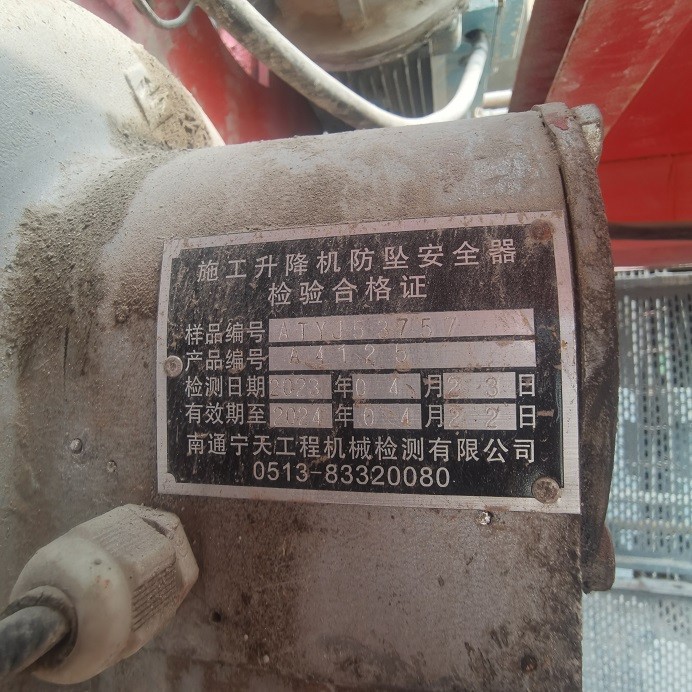 施工升降机防坠安全器
检验合格证
样品编号 ATYJ53757
产品编号 64125
检测日期 2023 年 04 月 23 日
有效期至 2024 年 04 月 22 日
南通宁天工程机械检测有限公司
0513-83320080